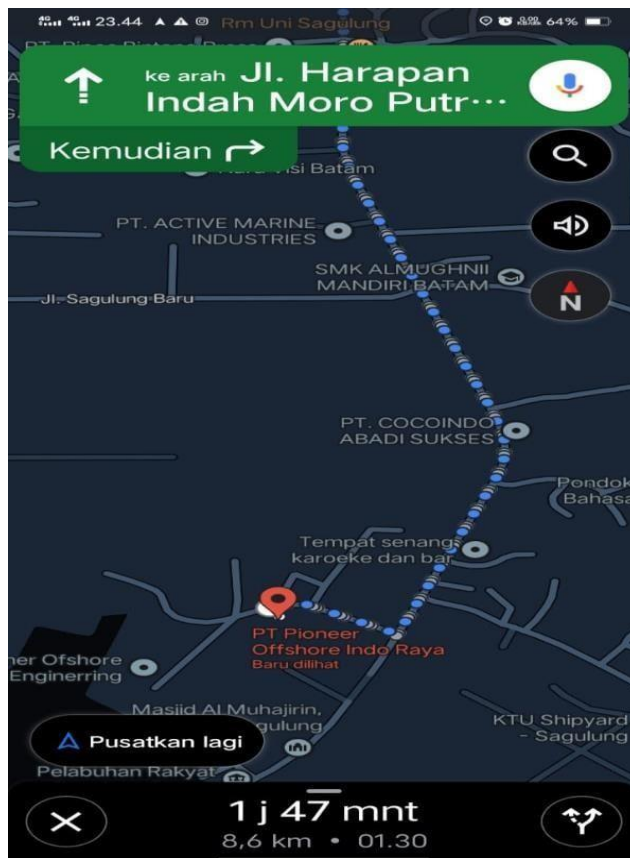 4G 4G 23.44
64%
Rm Uni Sagulung
ke arah Jl. Harapan
Indah Moro Putr···
Kemudian
Batam
PT. ACTIVE MARINE
INDUSTRIES
SMK ALMUGHNII
MANDIRI BATAM
Jl. Sagulung Baru
N
PT. COCOINDO
ABADI SUKSES
Pondok
Bahasa
Tempat senang
karoeke dan bar
PT Pioneer
Offshore Indo Raya
Baru dilihat
ner Ofshore
Enginerring
Masjid Al Muhajirin,
gulung
KTU Shipyard
- Sagulung
Pusatkan lagi
Pelabuhan Rakyat
1 j 47 mnt
8,6 km • 01.30